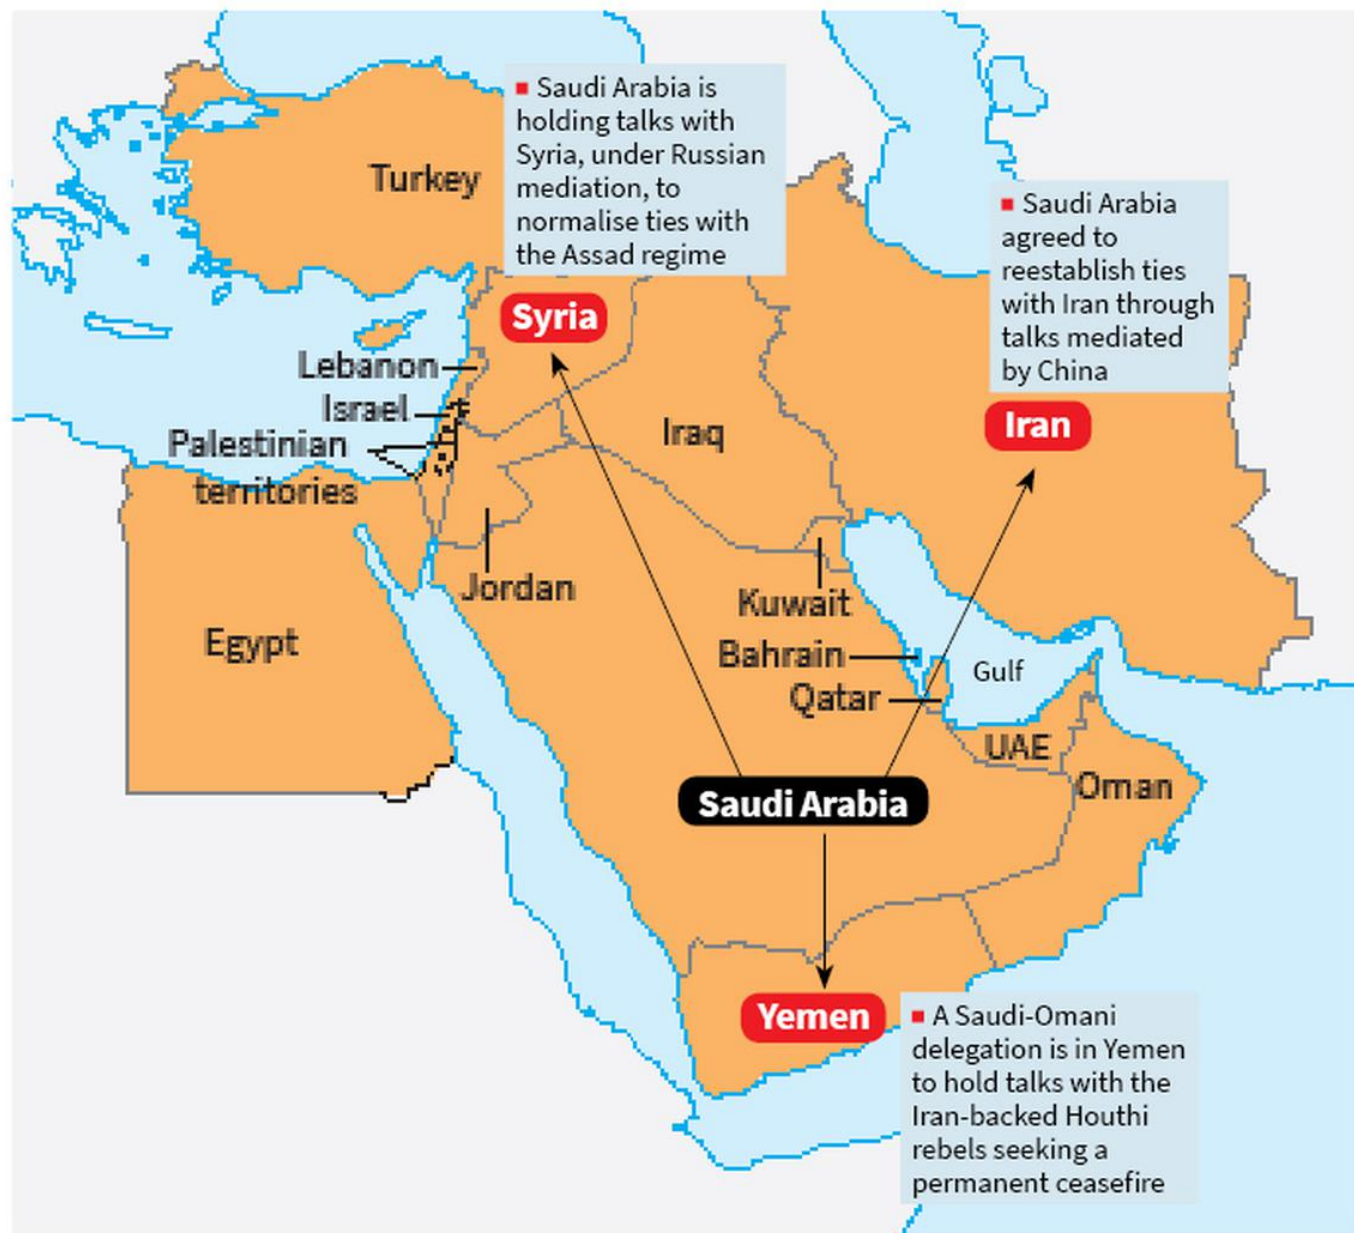 ■ Saudi Arabia is
holding talks with
Syria, under Russian
mediation, to
normalise ties with
the Assad regime
Turkey
■ Saudi Arabia
agreed to
reestablish ties
with Iran through
talks mediated
by China
Syria
Lebanon
Israel
Palestinian
territories
Iraq
Iran
Jordan
Kuwait
Egypt
Bahrain
Gulf
Qatar
UAE
Oman
Saudi Arabia
Yemen
■ A Saudi-Omani
delegation is in Yemen
to hold talks with the
Iran-backed Houthi
rebels seeking a
permanent ceasefire